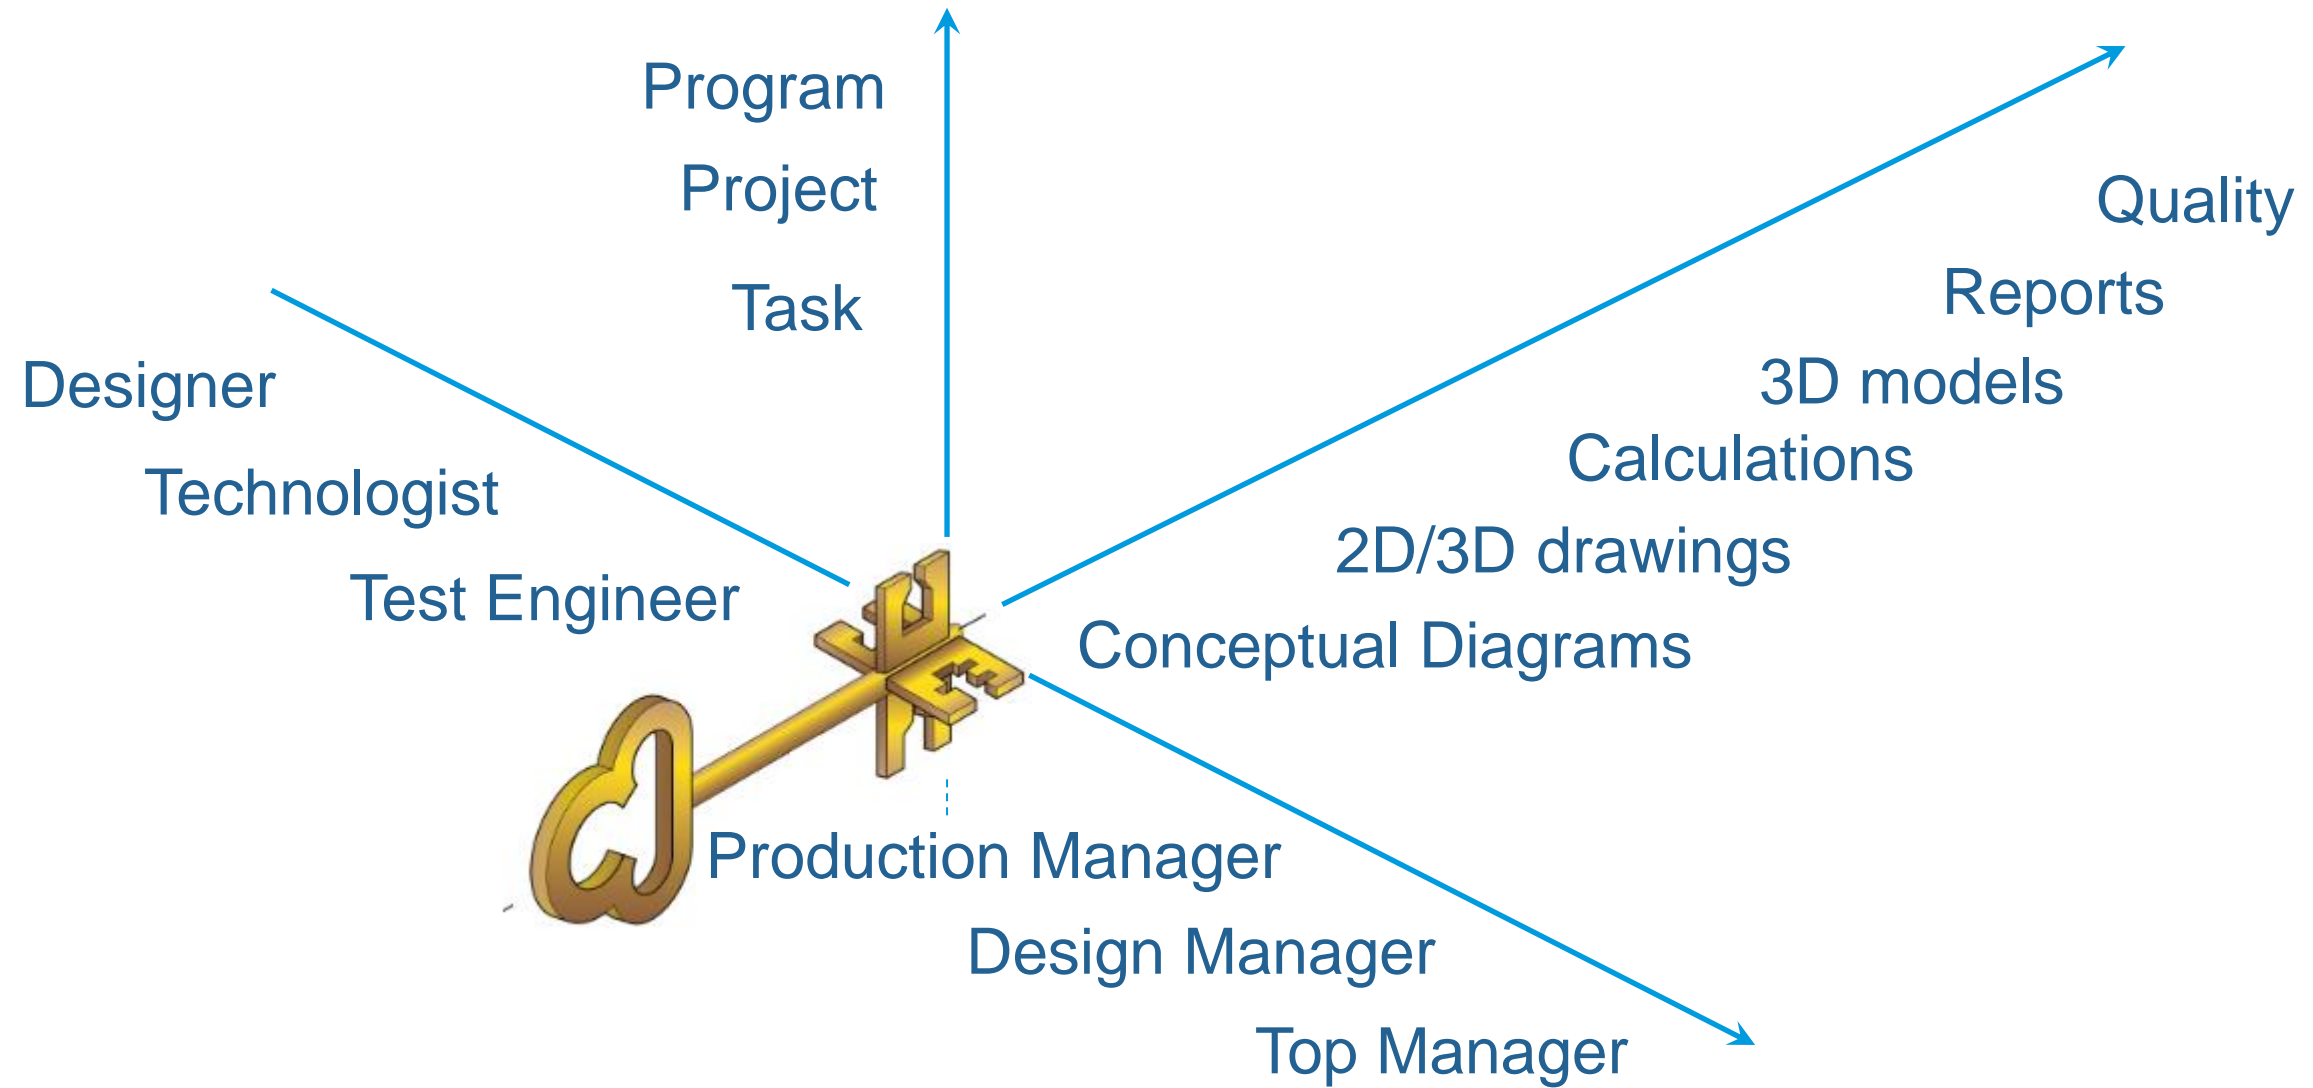 Program
Project
Task
Designer
Technologist
Test Engineer
Quality
Reports
3D models
Calculations
2D/3D drawings
Conceptual Diagrams
Production Manager
Design Manager
Top Manager